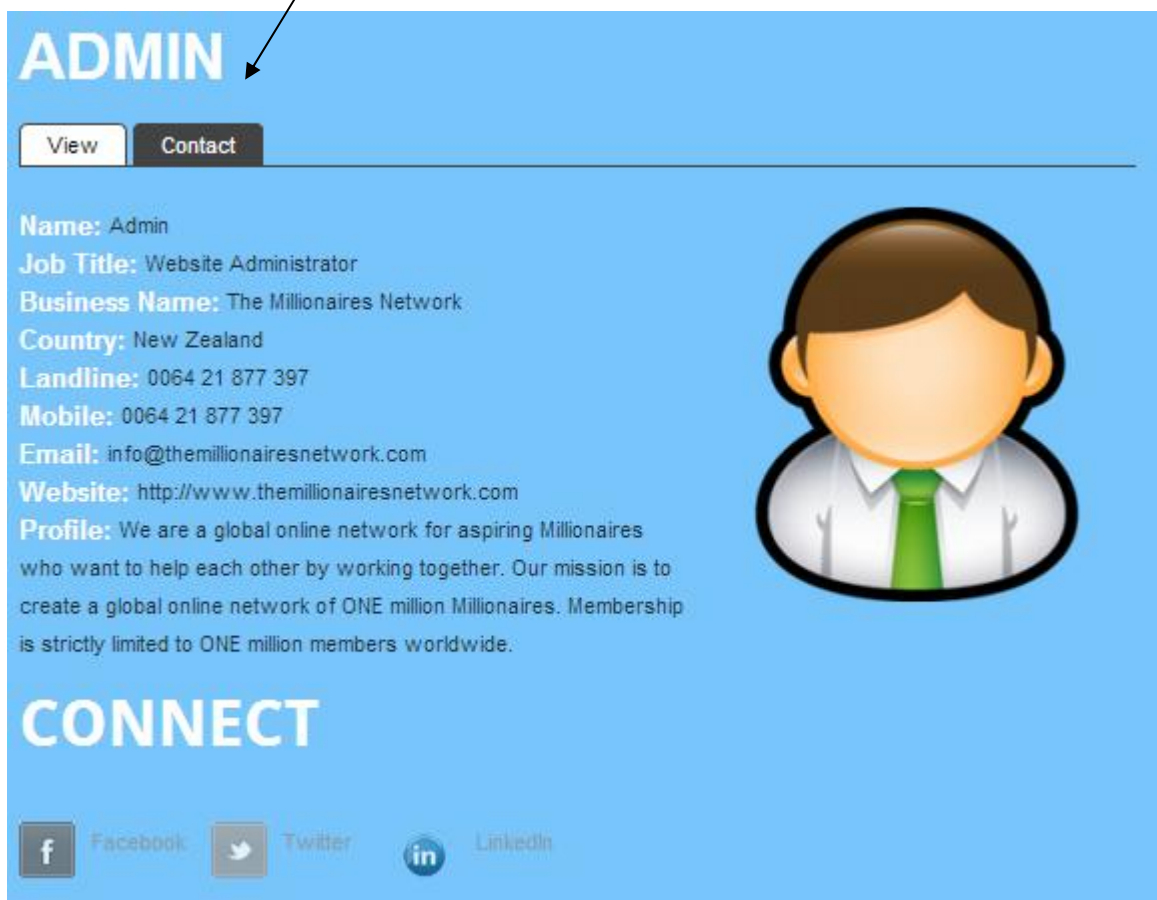 ADMIN
View Contact
Name: Admin
Job Title: Website Administrator
Business Name: The Millionaires Network
Country: New Zealand
Landline: 0064 21 877 397
Mobile: 0064 21 877 397
Email: info@themillionairesnetwork.com
Website: http://www.themillionairesnetwork.com
Profile: We are a global online network for aspiring Millionaires
who want to help each other by working together. Our mission is to
create a global online network of ONE million Millionaires. Membership
is strictly limited to ONE million members worldwide.
CONNECT
f Facebook Twitter in LinkedIn